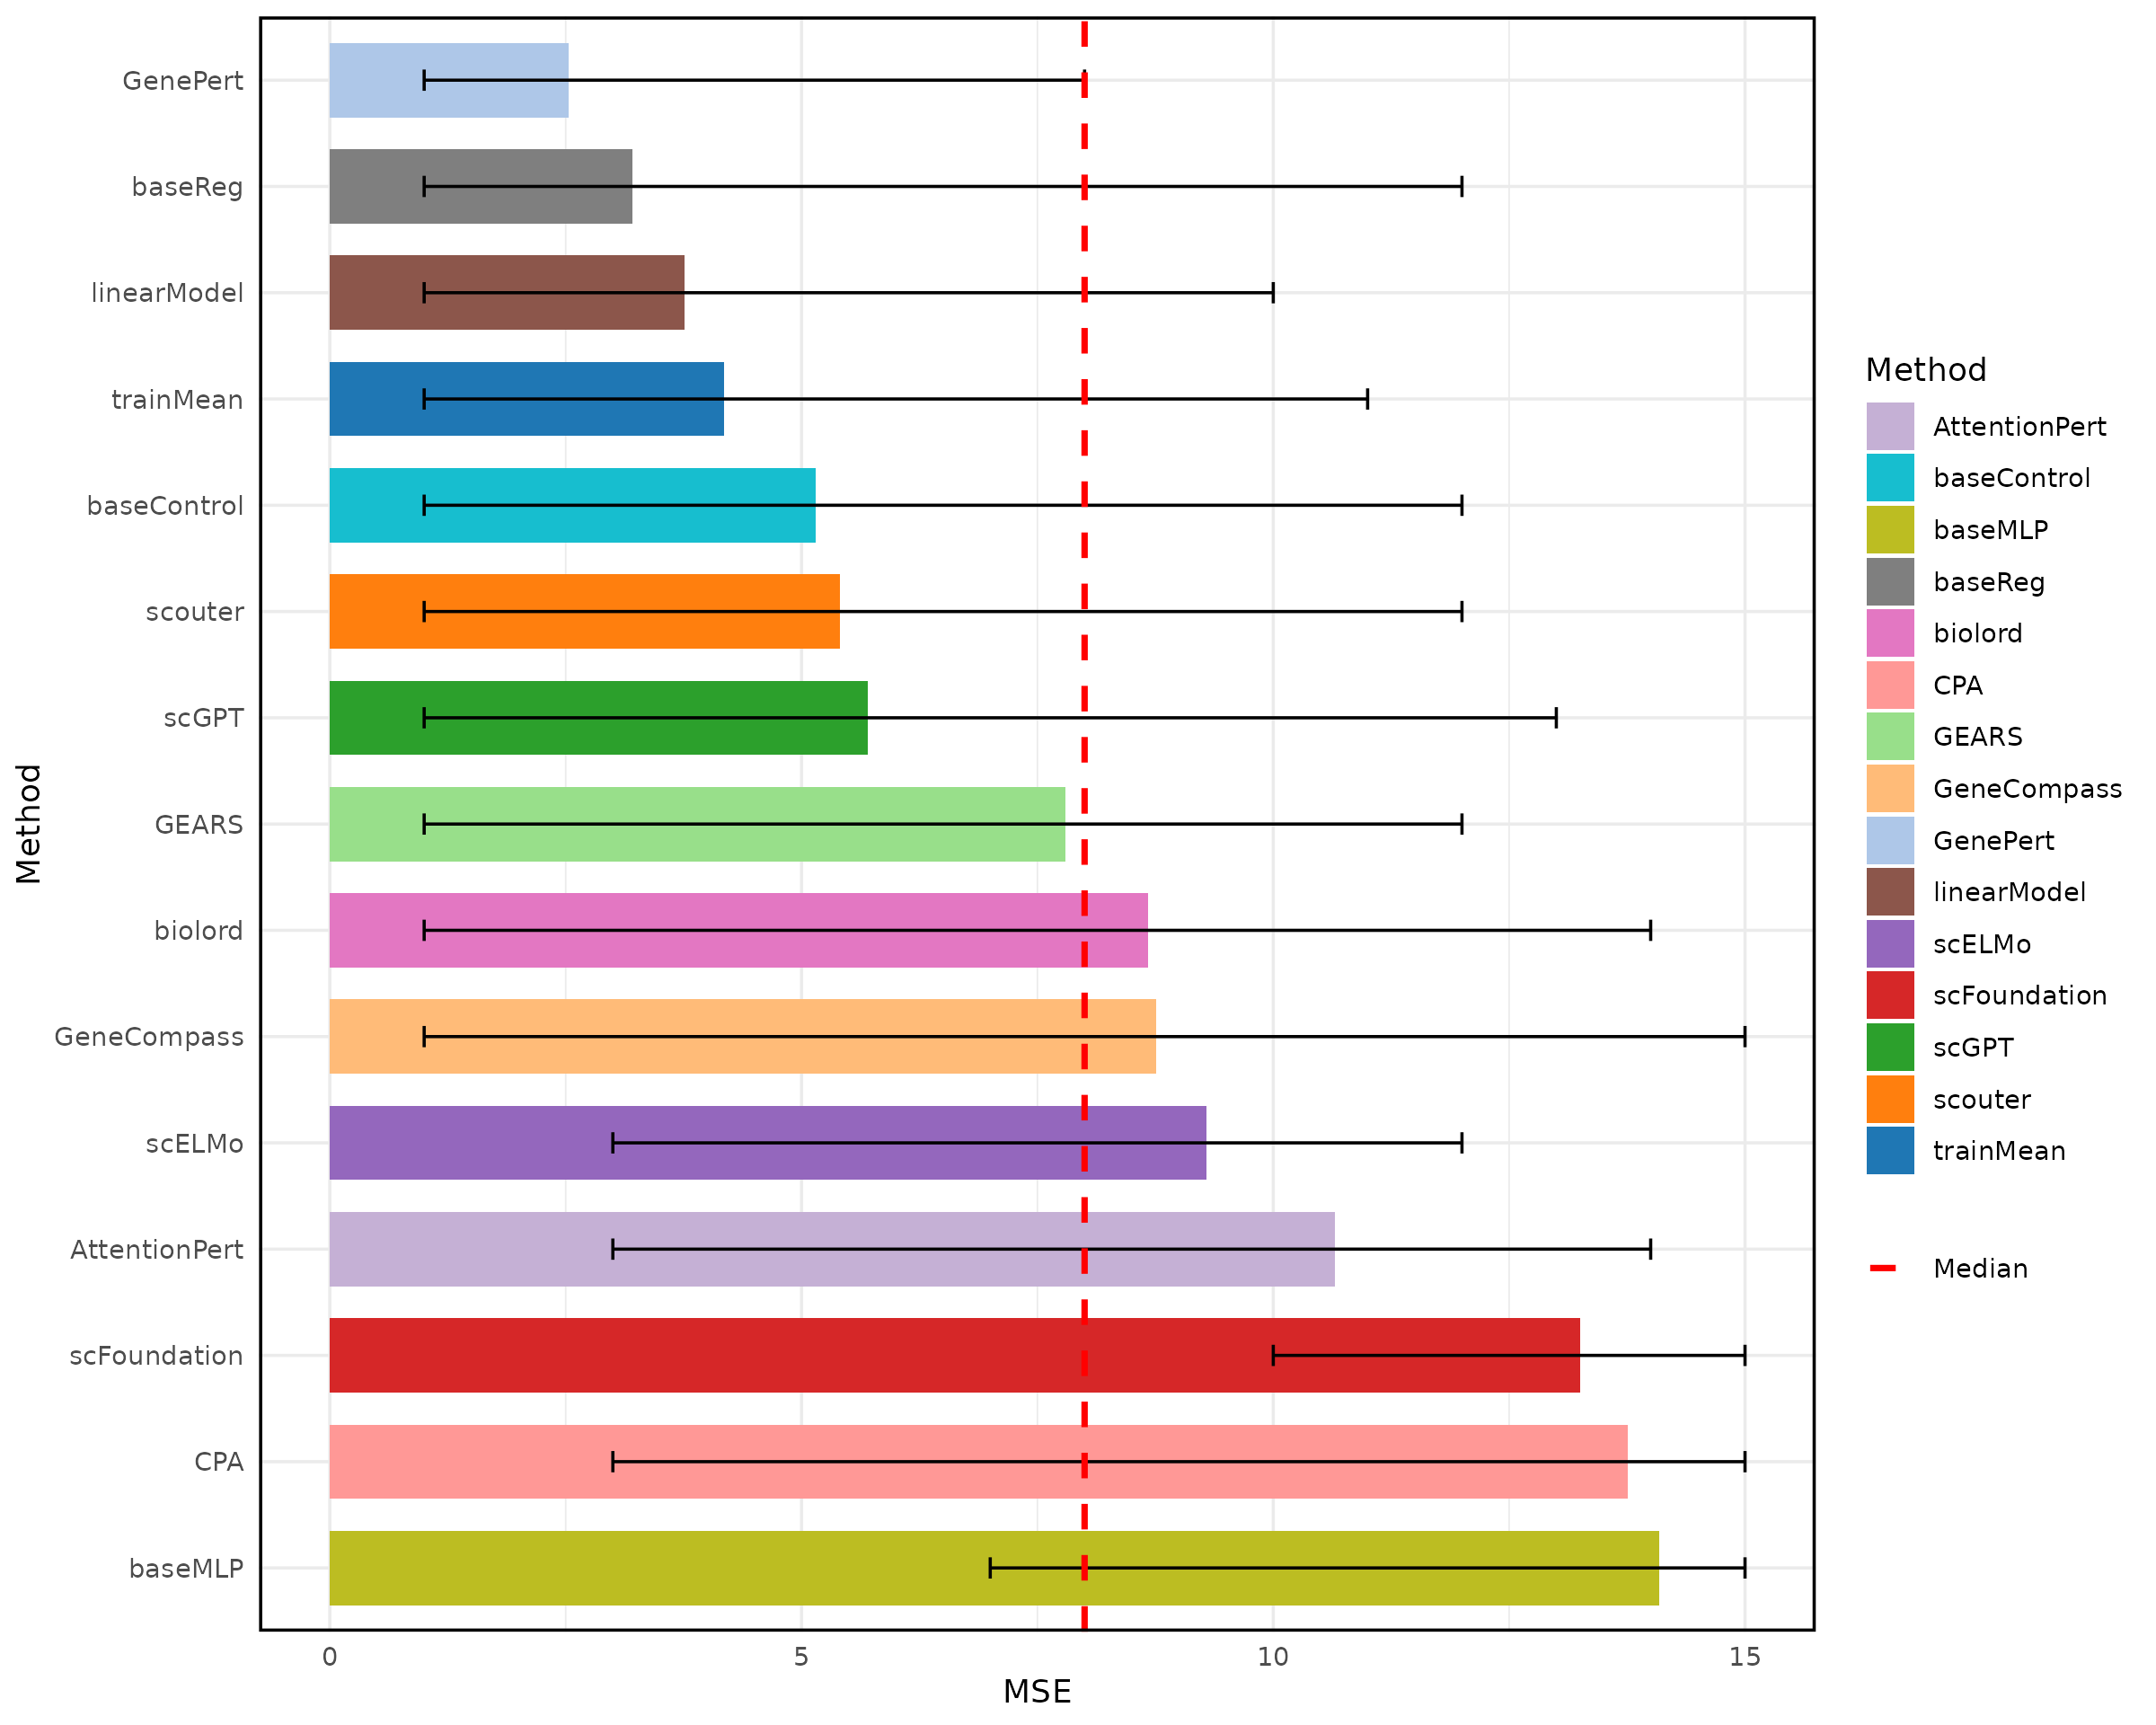 GenePert
baseReg
linearModel
trainMean
baseControl
scouter
scGPT
GEARS
biolord
GeneCompass
scELMo
AttentionPert
scFoundation
CPA
baseMLP
Method
0 5 10 15
MSE
Method
AttentionPert
baseControl
baseMLP
baseReg
biolord
CPA
GEARS
GeneCompass
GenePert
linearModel
scELMo
scFoundation
scGPT
scouter
trainMean
Median